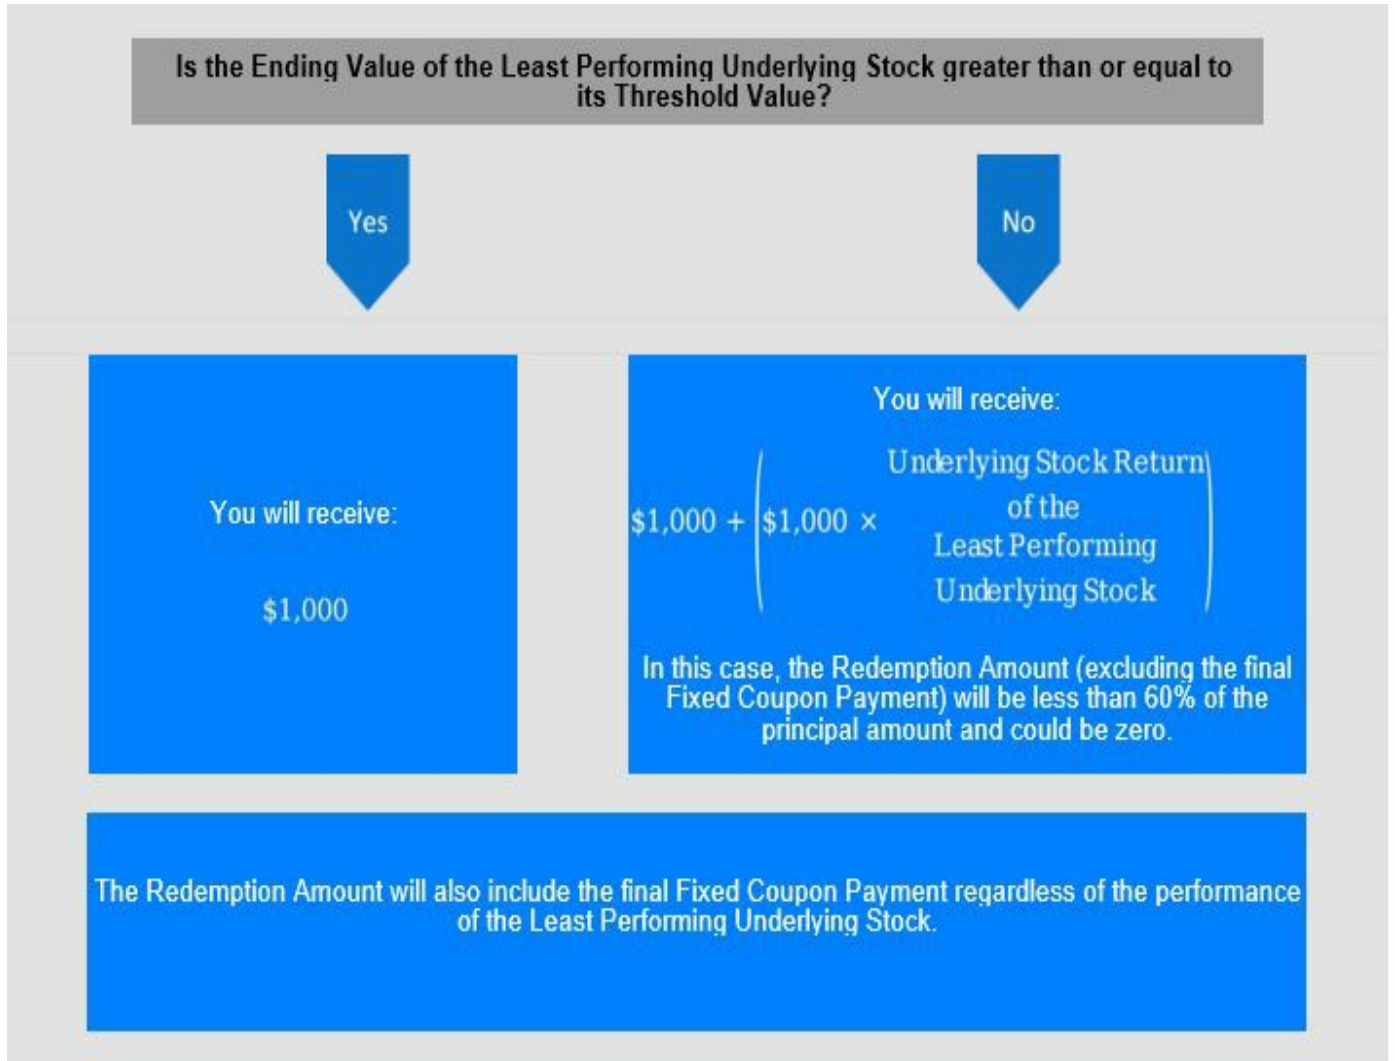 Is the Ending Value of the Least Performing Underlying Stock greater than or equal to
its Threshold Value?
Yes
No
You will receive:
$1,000
You will receive:
$1,000 + ($1,000 × Underlying Stock Return
of the
Least Performing
Underlying Stock)
In this case, the Redemption Amount (excluding the final
Fixed Coupon Payment) will be less than 60% of the
principal amount and could be zero.
The Redemption Amount will also include the final Fixed Coupon Payment regardless of the performance
of the Least Performing Underlying Stock.